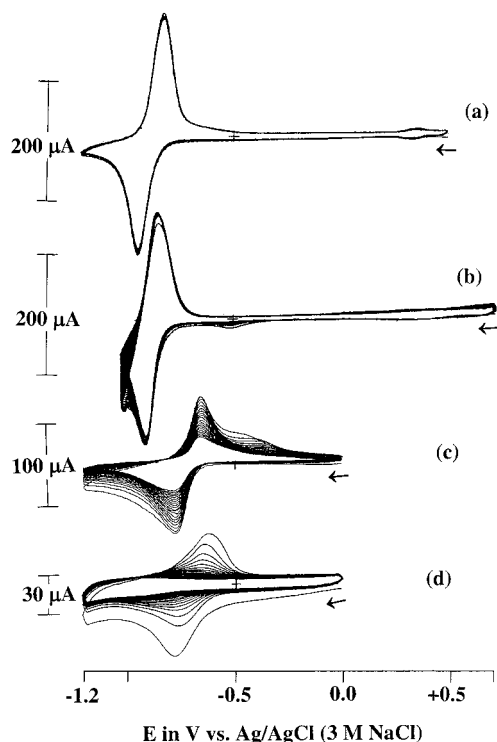 (a)
200 µA
(b)
200 µA
(c)
100 µA
(d)
30 µA
-1.2 -0.5 0.0 +0.5
E in V vs. Ag/AgCl (3 M NaCl)